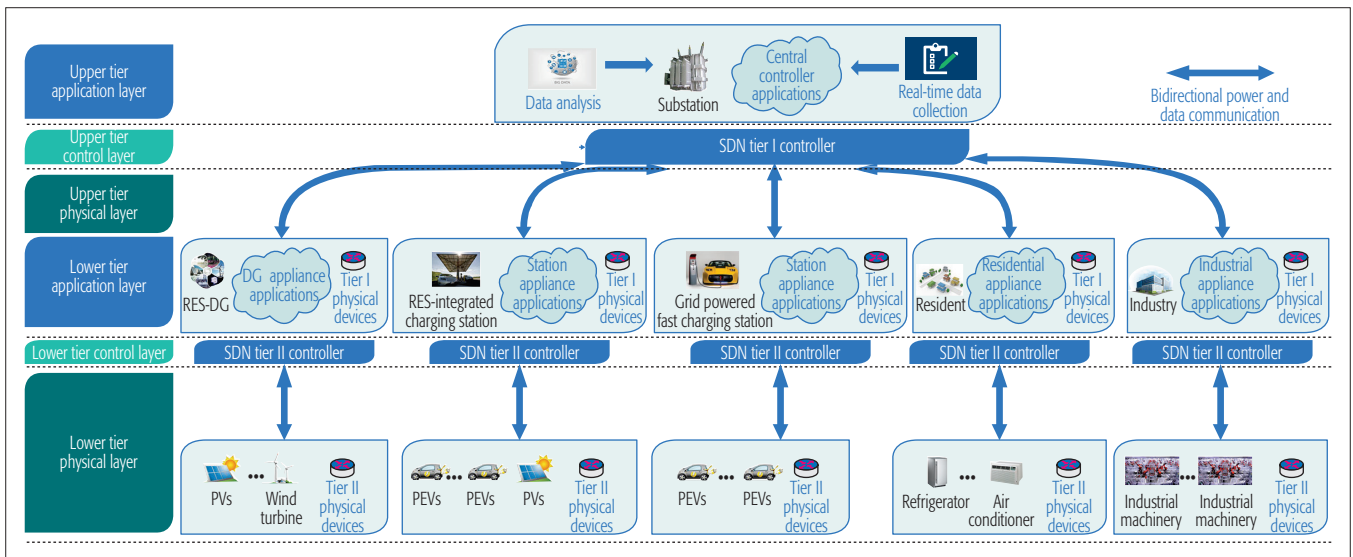 Upper tier
application layer
Data analysis
Substation
Central
controller
applications
Real-time data
collection
Bidirectional power and
data communication
Upper tier
control layer
SDN tier I controller
Upper tier
physical layer
Lower tier
application layer
RES-DG
DG appliance
applications
Tier I
physical
devices
RES-integrated
charging station
Station
appliance
applications
Tier I
physical
devices
Grid powered
fast charging station
Station
appliance
applications
Tier I
physical
devices
Resident
Residential
appliance
applications
Tier I
physical
devices
Industry
Industrial
appliance
applications
Tier I
physical
devices
Lower tier control layer
SDN tier II controller
SDN tier II controller
SDN tier II controller
SDN tier II controller
SDN tier II controller
Lower tier
physical layer
PVs
Wind
turbine
Tier II
physical
devices
PEVs
PEVs
PVs
Tier II
physical
devices
PEVs
PEVs
Tier II
physical
devices
Refrigerator
Air
conditioner
Tier II
physical
devices
Industrial
machinery
Industrial
machinery
Tier II
physical
devices